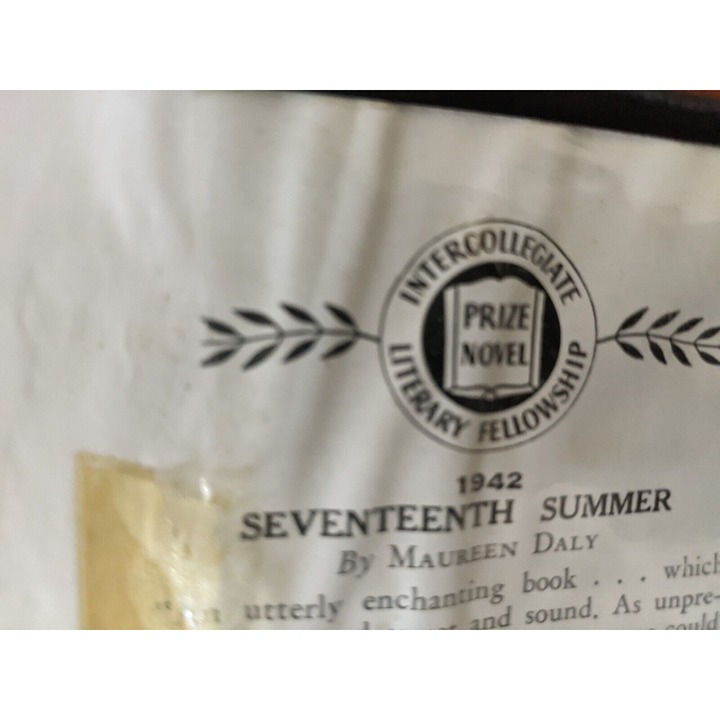 INTERCOLLEGIATE
PRIZE
NOVEL
LITERARY FELLOWSHIP
1942
SEVENTEENTH SUMMER
By MAUREEN DALY
utterly enchanting book . . . which
and sound. As unpre-
could